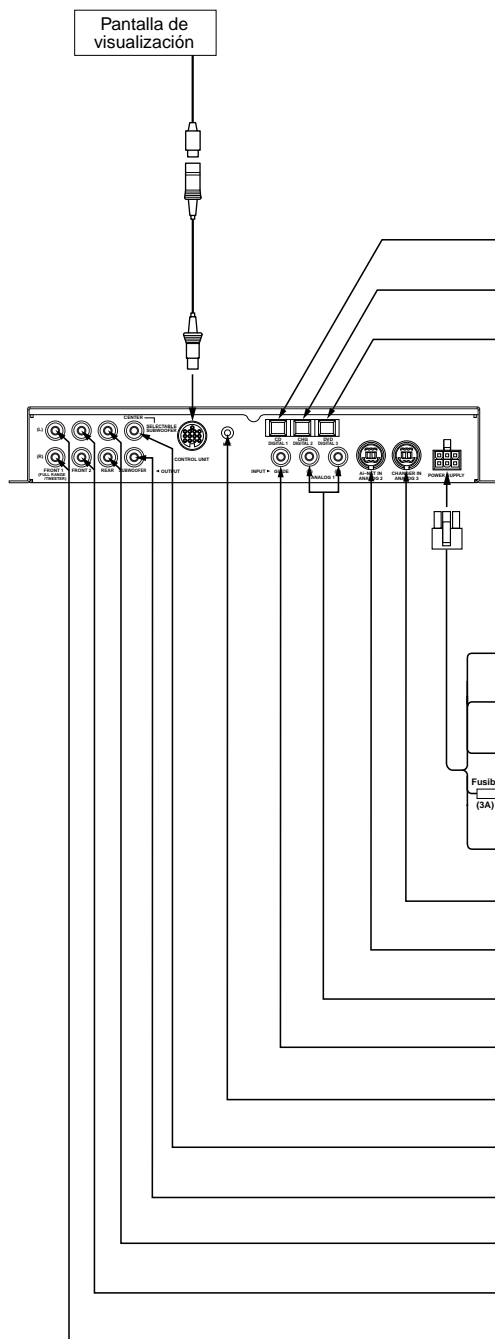 Pantalla de
visualización
CENTER
SELECTABLE
SUBWOOFER
(L)
(R)
FRONT 1
(FULL RANGE
/TWEETER)
FRONT 2
REAR
SUBWOOFER
◄ OUTPUT
CONTROL UNIT
CD
DIGITAL 1
CHG
DIGITAL 2
DVD
DIGITAL 3
INPUT ►
GUIDE
ANALOG 1
Ai-NET IN
ANALOG 2
CHANGER IN
ANALOG 3
POWER SUPPLY
Fusib
(3A)